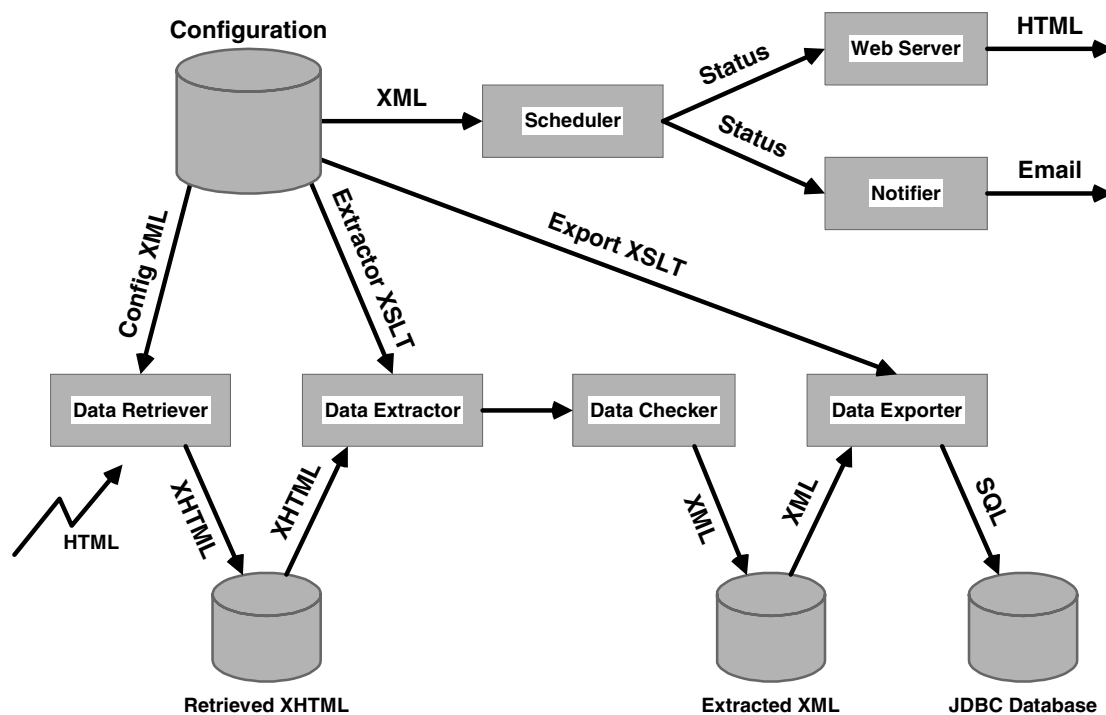 Configuration
HTML
Web Server
Status
XML
Scheduler
Status
Email
Notifier
Config XML
Extractor XSLT
Export XSLT
Data Retriever
Data Extractor
Data Checker
Data Exporter
HTML
XHTML
XHTML
XML
XML
SQL
Retrieved XHTML
Extracted XML
JDBC Database